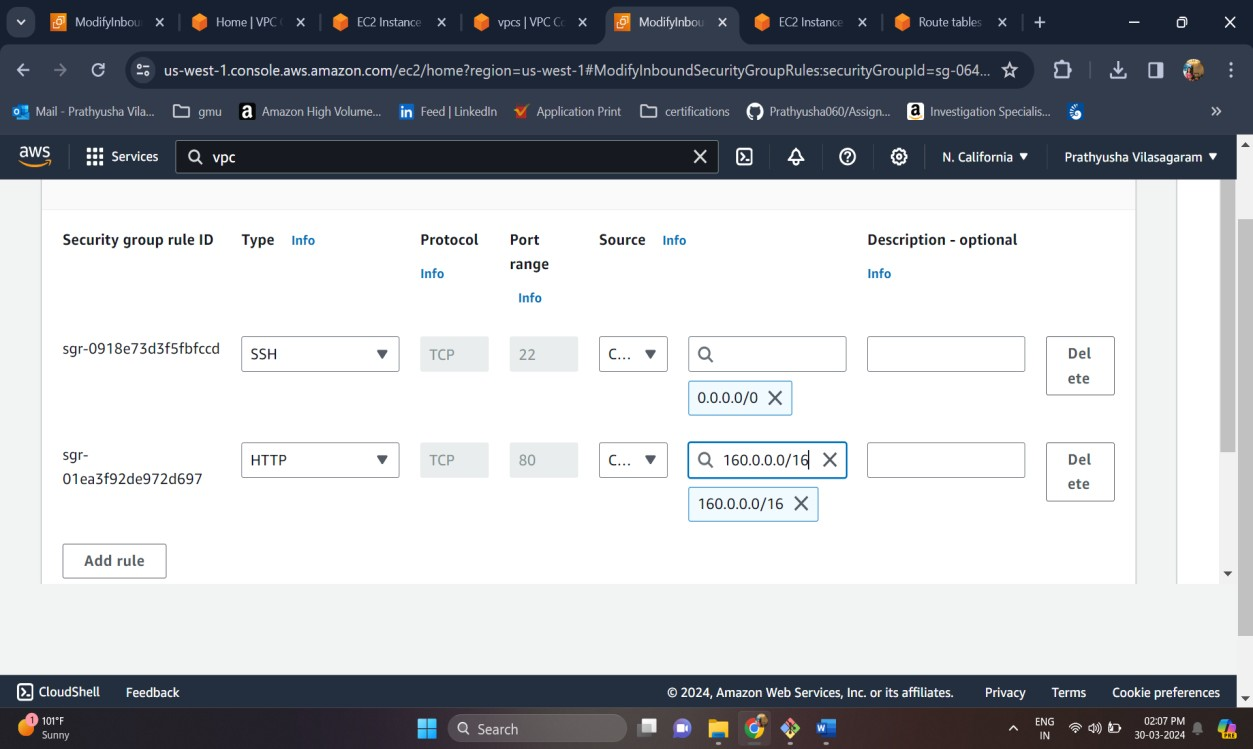 ModifyInbou
Home | VPC C
EC2 Instance
vpcs | VPC Co
ModifyInbou
EC2 Instance
Route tables
us-west-1.console.aws.amazon.com/ec2/home?region=us-west-1#ModifyInboundSecurityGroupRules:securityGroupId=sg-064...
Mail - Prathyusha Vila...
gmu
Amazon High Volume...
Feed | LinkedIn
Application Print
certifications
Prathyusha060/Assign...
Investigation Specialis...
»
aws
Services
vpc
N. California
Prathyusha Vilasagaram
Security group rule ID
Type Info
Protocol
Info
Port
range
Info
Source Info
Description - optional
Info
sgr-0918e73d3f5fbfccd
SSH
TCP
22
C...
0.0.0.0/0
Del
ete
sgr-
01ea3f92de972d697
HTTP
TCP
80
C...
160.0.0.0/16
160.0.0.0/16
Del
ete
Add rule
CloudShell
Feedback
© 2024, Amazon Web Services, Inc. or its affiliates.
Privacy
Terms
Cookie preferences
1
101°F
Sunny
Search
ENG
IN
02:07 PM
30-03-2024